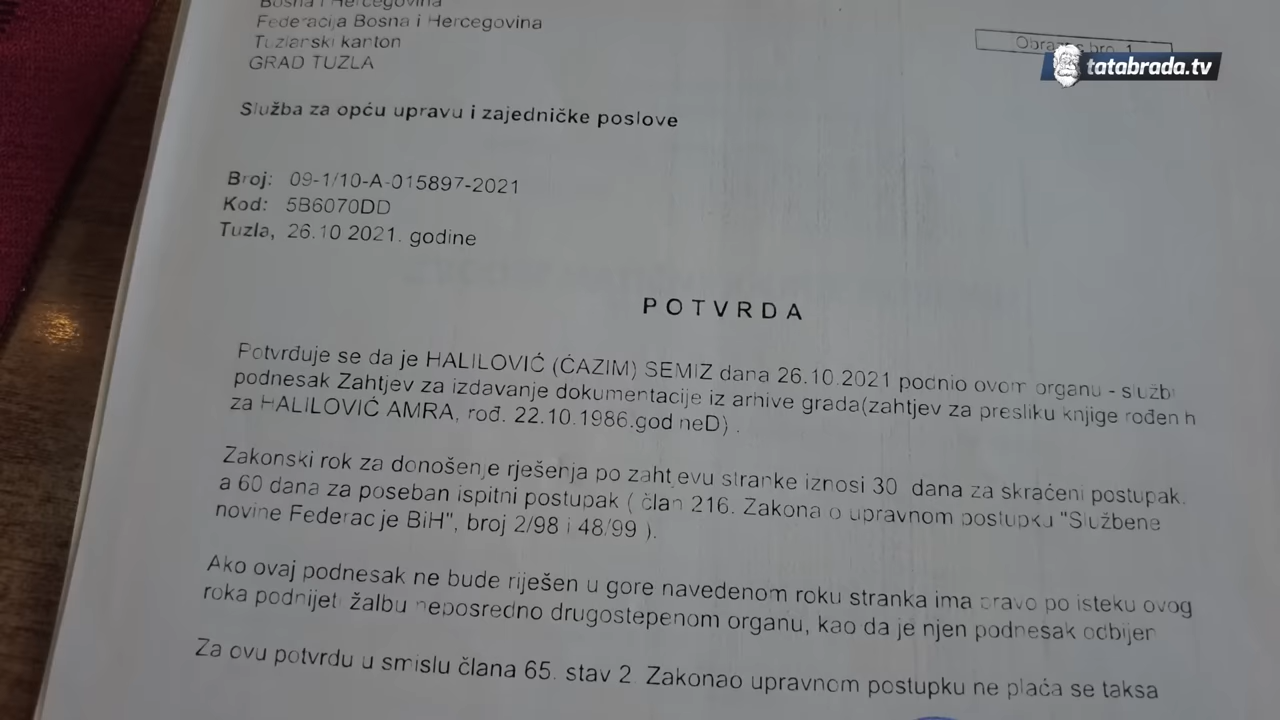 Bosna i Hercegovina
Federacija Bosna i Hercegovina
Tuzlanski kanton
GRAD TUZLA
Obrazac bro. 1
tatabrada.tv
Služba za opću upravu i zajedničke poslove
Broj: 09-1/10-A-015897-2021
Kod: 5B6070DD
Tuzla, 26.10 2021. godine
POTVRDA
Potvrđuje se da je HALILOVIĆ (ĆAZIM) SEMIZ dana 26.10.2021 podnio ovom organu - službi
podnesak Zahtjev za izdavanje dokumentacije iz arhive grada(zahtjev za presliku knjige rođenih
za HALILOVIĆ AMRA, rođ. 22.10.1986.god neD) .
Zakonski rok za donošenje rješenja po zahtjevu stranke iznosi 30 dana za skraćeni postupak,
a 60 dana za poseban ispitni postupak ( član 216. Zakona o upravnom postupku "Službene
novine Federacije BiH", broj 2/98 i 48/99 ).
Ako ovaj podnesak ne bude riješen u gore navedenom roku stranka ima pravo po isteku ovog
roka podnijeti žalbu neposredno drugostepenom organu, kao da je njen podnesak odbijen
Za ovu potvrdu u smislu člana 65. stav 2. Zakonao upravnom postupku ne plaća se taksa